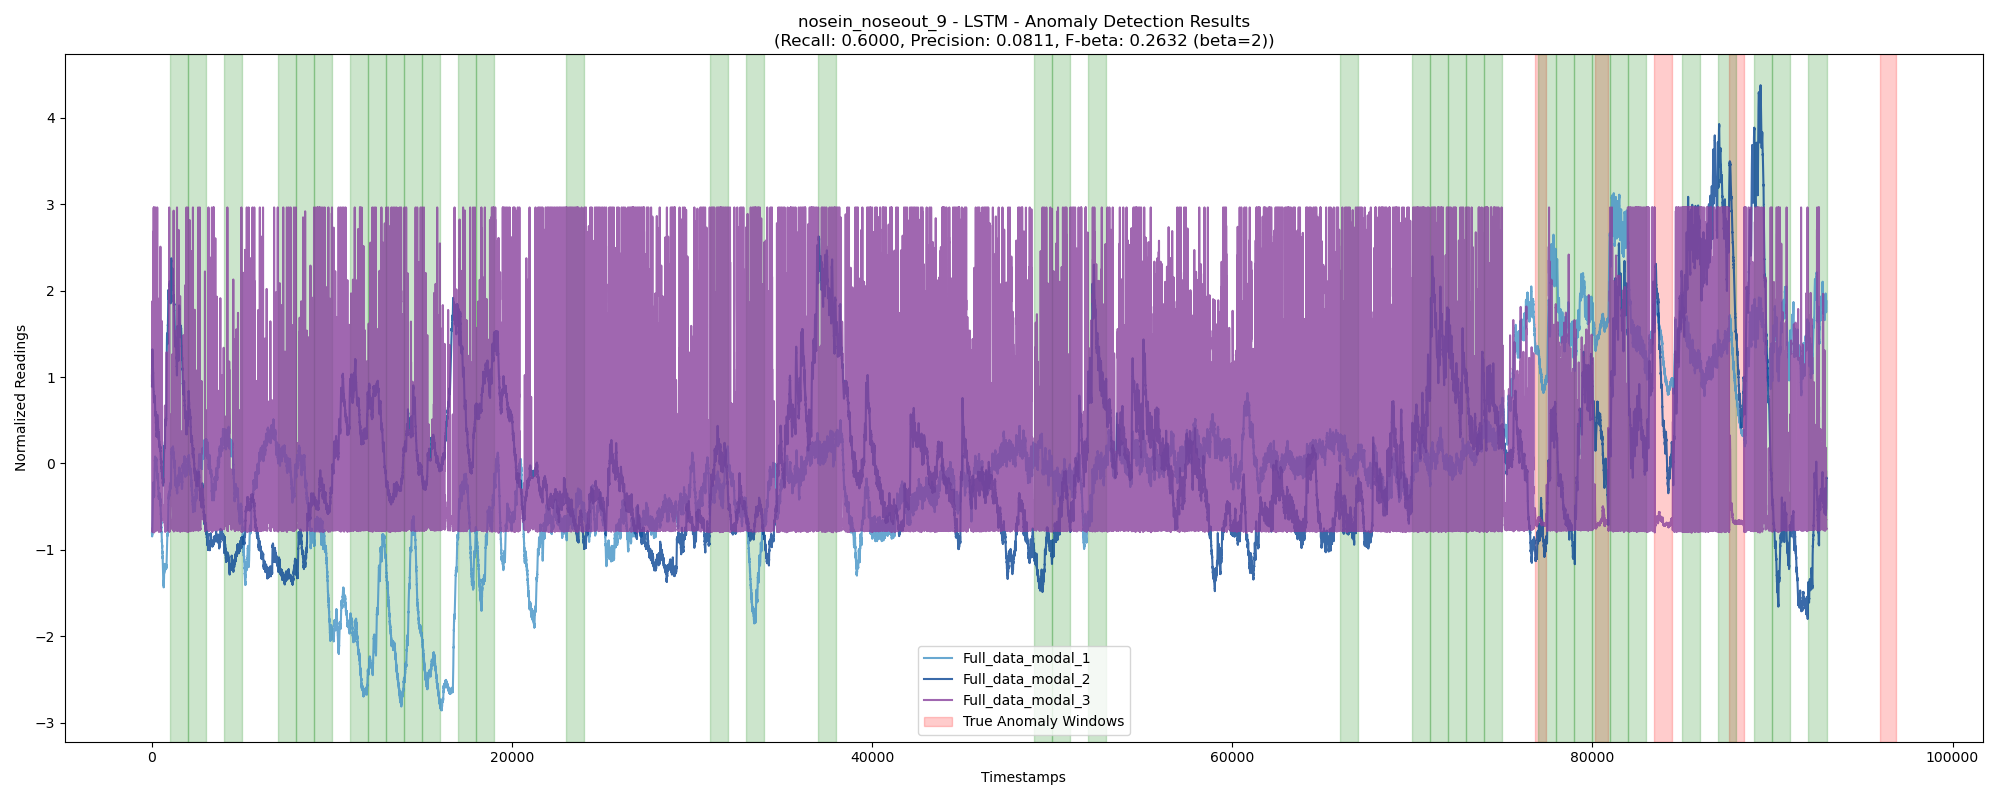 nosein_noseout_9 - LSTM - Anomaly Detection Results
(Recall: 0.6000, Precision: 0.0811, F-beta: 0.2632 (beta=2))
Normalized Readings
4
3
2
1
0
−1
−2
−3
Full_data_modal_1
Full_data_modal_2
Full_data_modal_3
True Anomaly Windows
0
20000
40000
60000
80000
100000
Timestamps